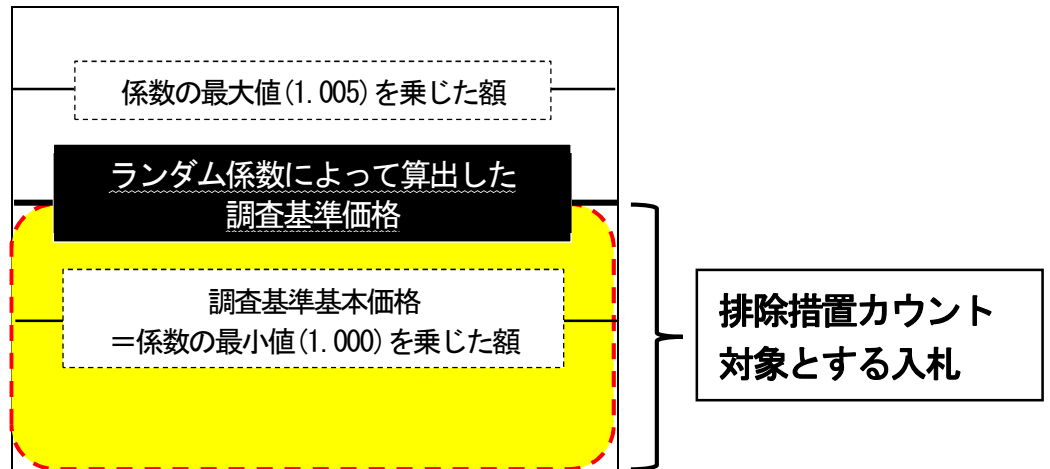 係数の最大値(1.005)を乗じた額
ランダム係数によって算出した
調査基準価格
調査基準基本価格
＝係数の最小値(1.000)を乗じた額
排除措置カウント
対象とする入札